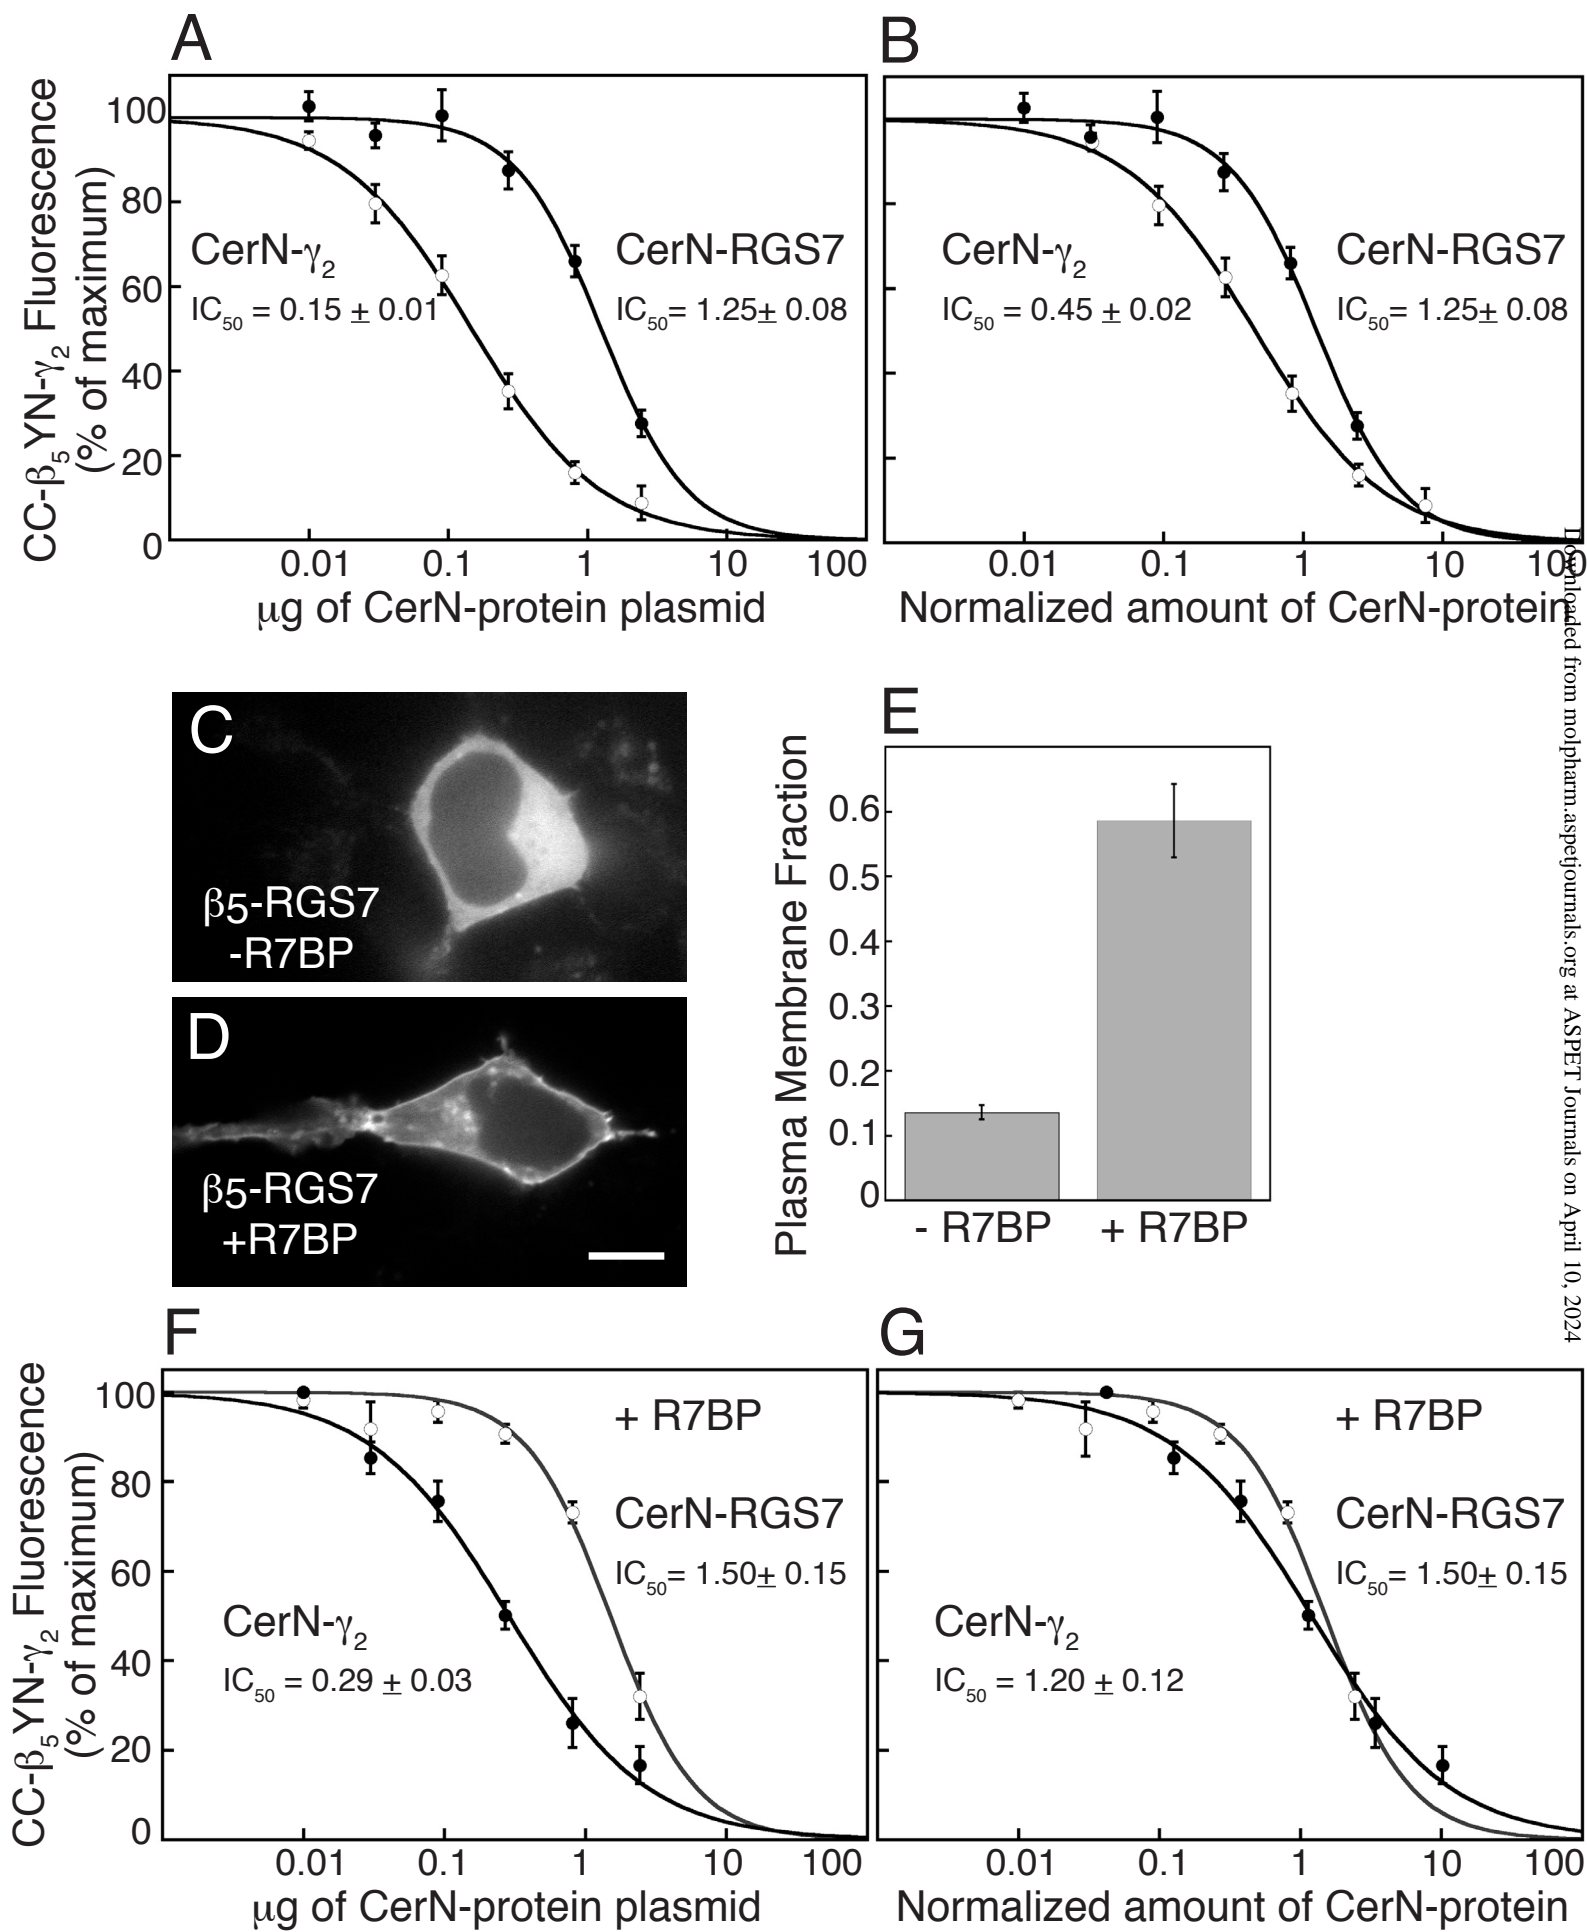 A
B
CC-β5YN-γ2 Fluorescence
(% of maximum)
100
80
60
40
20
0
CerN-γ2
IC50 = 0.15 ± 0.01
CerN-RGS7
IC50= 1.25± 0.08
0.01 0.1 1 10 100
μg of CerN-protein plasmid
CerN-γ2
IC50 = 0.45 ± 0.02
CerN-RGS7
IC50= 1.25± 0.08
0.01 0.1 1 10 100
Normalized amount of CerN-protein
C
β5-RGS7
-R7BP
D
β5-RGS7
+R7BP
E
Plasma Membrane Fraction
0.6
0.5
0.4
0.3
0.2
0.1
0
- R7BP + R7BP
F
G
CC-β5YN-γ2 Fluorescence
(% of maximum)
100
80
60
40
20
0
+ R7BP
CerN-RGS7
IC50= 1.50± 0.15
CerN-γ2
IC50 = 0.29 ± 0.03
0.01 0.1 1 10 100
μg of CerN-protein plasmid
+ R7BP
CerN-RGS7
IC50= 1.50± 0.15
CerN-γ2
IC50 = 1.20 ± 0.12
0.01 0.1 1 10 100
Normalized amount of CerN-protein
Downloaded from molpharm.aspetjournals.org at ASPET Journals on April 10, 2024